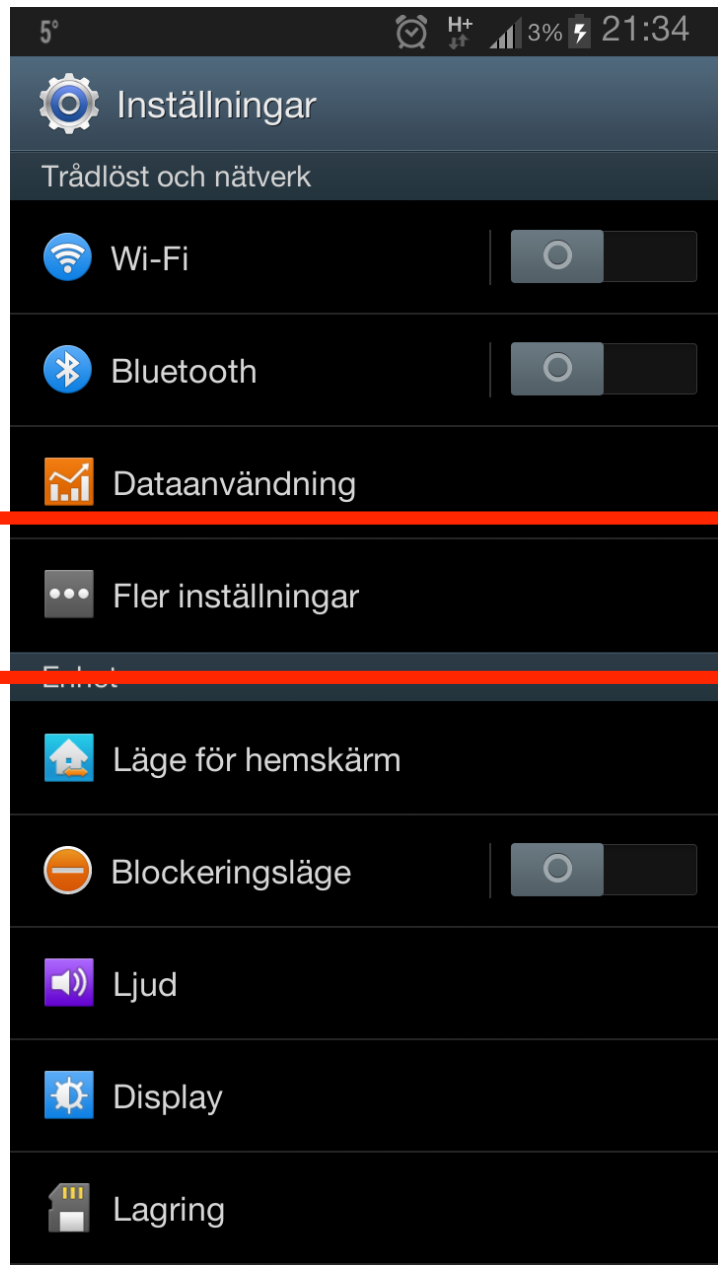 5°
H+ 3% 21:34
Inställningar
Trådlöst och nätverk
Wi-Fi
Bluetooth
Dataanvändning
Fler inställningar
Enhet
Läge för hemskärm
Blockeringsläge
Ljud
Display
Lagring